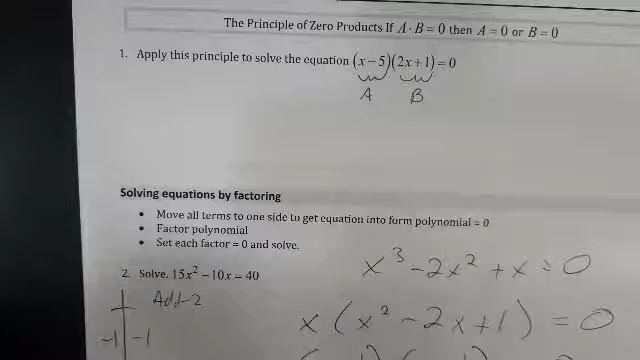 The Principle of Zero Products If A · B = 0 then A = 0 or B = 0
1. Apply this principle to solve the equation (x − 5)(2x + 1) = 0
A B
Solving equations by factoring
• Move all terms to one side to get equation into form polynomial = 0
• Factor polynomial
• Set each factor = 0 and solve.
x³ − 2x² + x = 0
2. Solve. 15x² − 10x = 40
Add -2
x (x² − 2x + 1) = 0
-1 -1